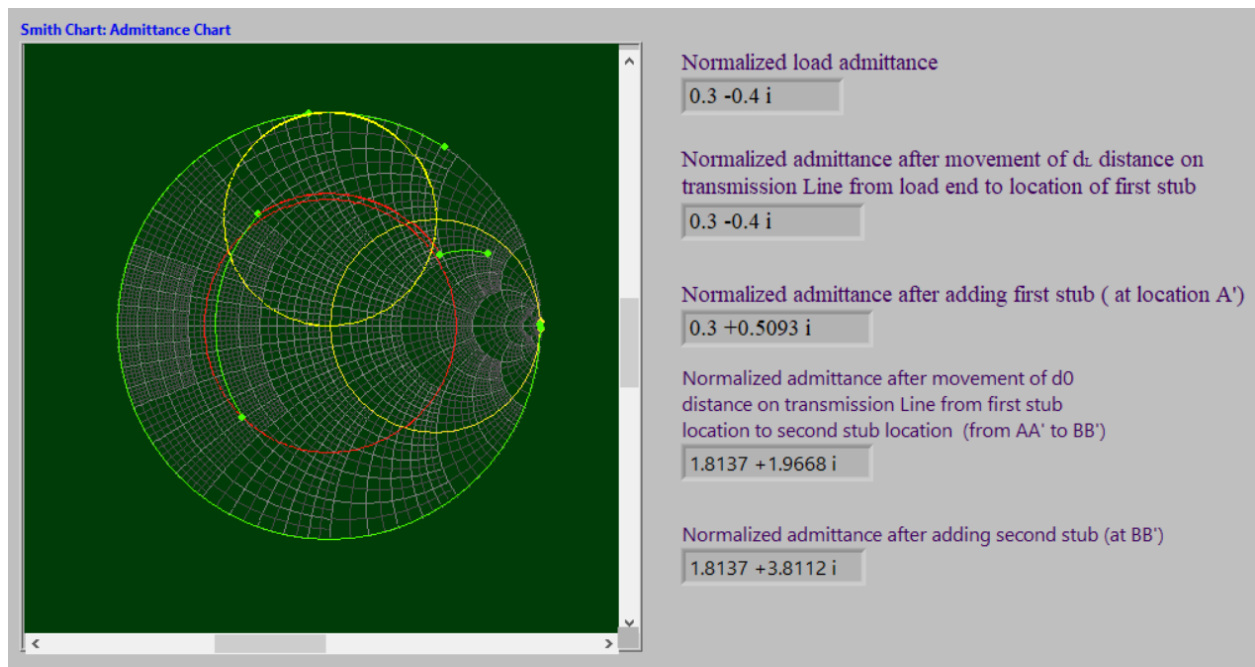 Smith Chart: Admittance Chart
Normalized load admittance
0.3 -0.4 i
Normalized admittance after movement of dL distance on
transmission Line from load end to location of first stub
0.3 -0.4 i
Normalized admittance after adding first stub ( at location A')
0.3 +0.5093 i
Normalized admittance after movement of d0
distance on transmission Line from first stub
location to second stub location (from AA' to BB')
1.8137 +1.9668 i
Normalized admittance after adding second stub (at BB')
1.8137 +3.8112 i